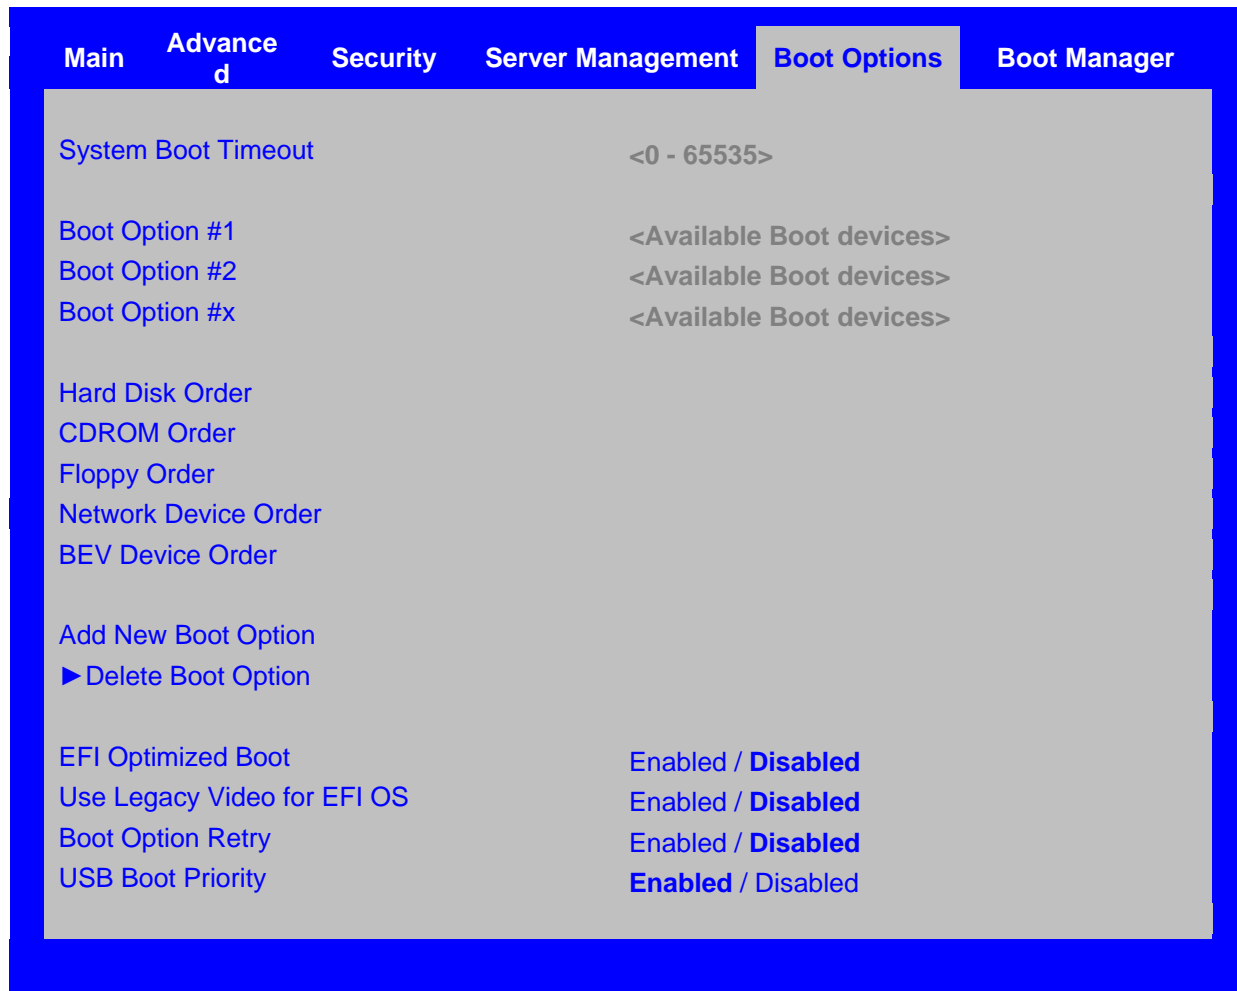 Main Advance
d Security Server Management Boot Options Boot Manager
System Boot Timeout <0 - 65535>
Boot Option #1 <Available Boot devices>
Boot Option #2 <Available Boot devices>
Boot Option #x <Available Boot devices>
Hard Disk Order
CDROM Order
Floppy Order
Network Device Order
BEV Device Order
Add New Boot Option
►Delete Boot Option
EFI Optimized Boot Enabled / Disabled
Use Legacy Video for EFI OS Enabled / Disabled
Boot Option Retry Enabled / Disabled
USB Boot Priority Enabled / Disabled